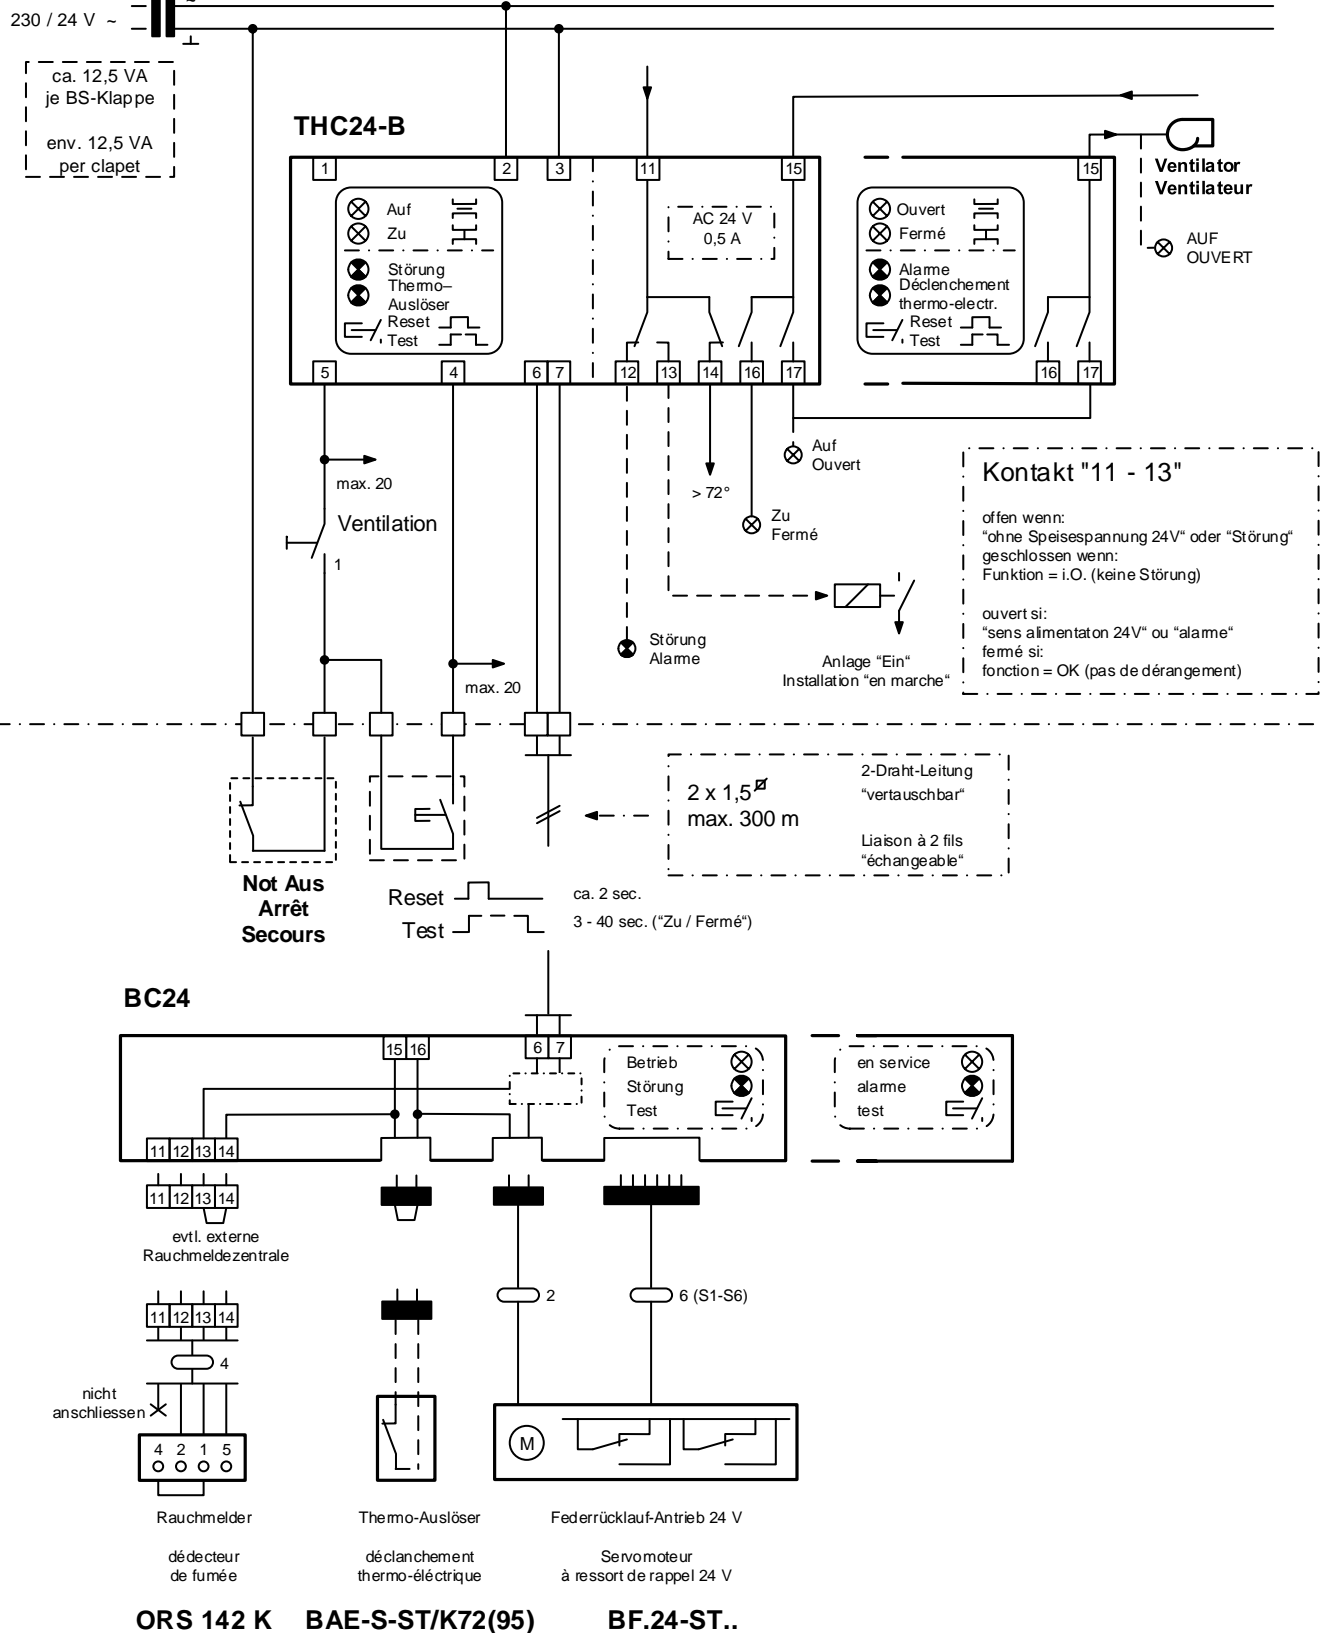 ~
230 / 24 V ~
ca. 12,5 VA
je BS-Klappe
env. 12,5 VA
per clapet
THC24-B
1
2
3
11
15
15
Ventilator
Ventilateur
AUF
OUVERT
Auf
Zu
Störung
Thermo–
Auslöser
Reset
Test
AC 24 V
0,5 A
Ouvert
Fermé
Alarme
Déclenchement
thermo-electr.
Reset
Test
5
4
6
7
12
13
14
16
17
16
17
max. 20
Ventilation
1
max. 20
> 72°
Auf
Ouvert
Zu
Fermé
Störung
Alarme
Anlage “Ein“
Installation “en marche“
Kontakt "11 - 13"
offen wenn:
“ohne Speisespannung 24V“ oder “Störung“
geschlossen wenn:
Funktion = i.O. (keine Störung)
ouvert si:
“sens alimentaton 24V“ ou “alarme“
fermé si:
fonction = OK (pas de dérangement)
2 x 1,5
max. 300 m
2-Draht-Leitung
“vertauschbar“
Liaison à 2 fils
“échangeable“
Not Aus
Arrêt
Secours
Reset
ca. 2 sec.
Test
3 - 40 sec. (“Zu / Fermé“)
BC24
15 16
6 7
Betrieb
Störung
Test
en service
alarme
test
11 12 13 14
11 12 13 14
evtl. externe
Rauchmeldezentrale
2
6 (S1-S6)
11 12 13 14
4
nicht
anschliessen
4 2 1 5
M
Rauchmelder
dédecteur
de fumée
Thermo-Auslöser
déclanchement
thermo-éléctrique
Federrücklauf-Antrieb 24 V
Servomoteur
à ressort de rappel 24 V
ORS 142 K
BAE-S-ST/K72(95)
BF.24-ST..